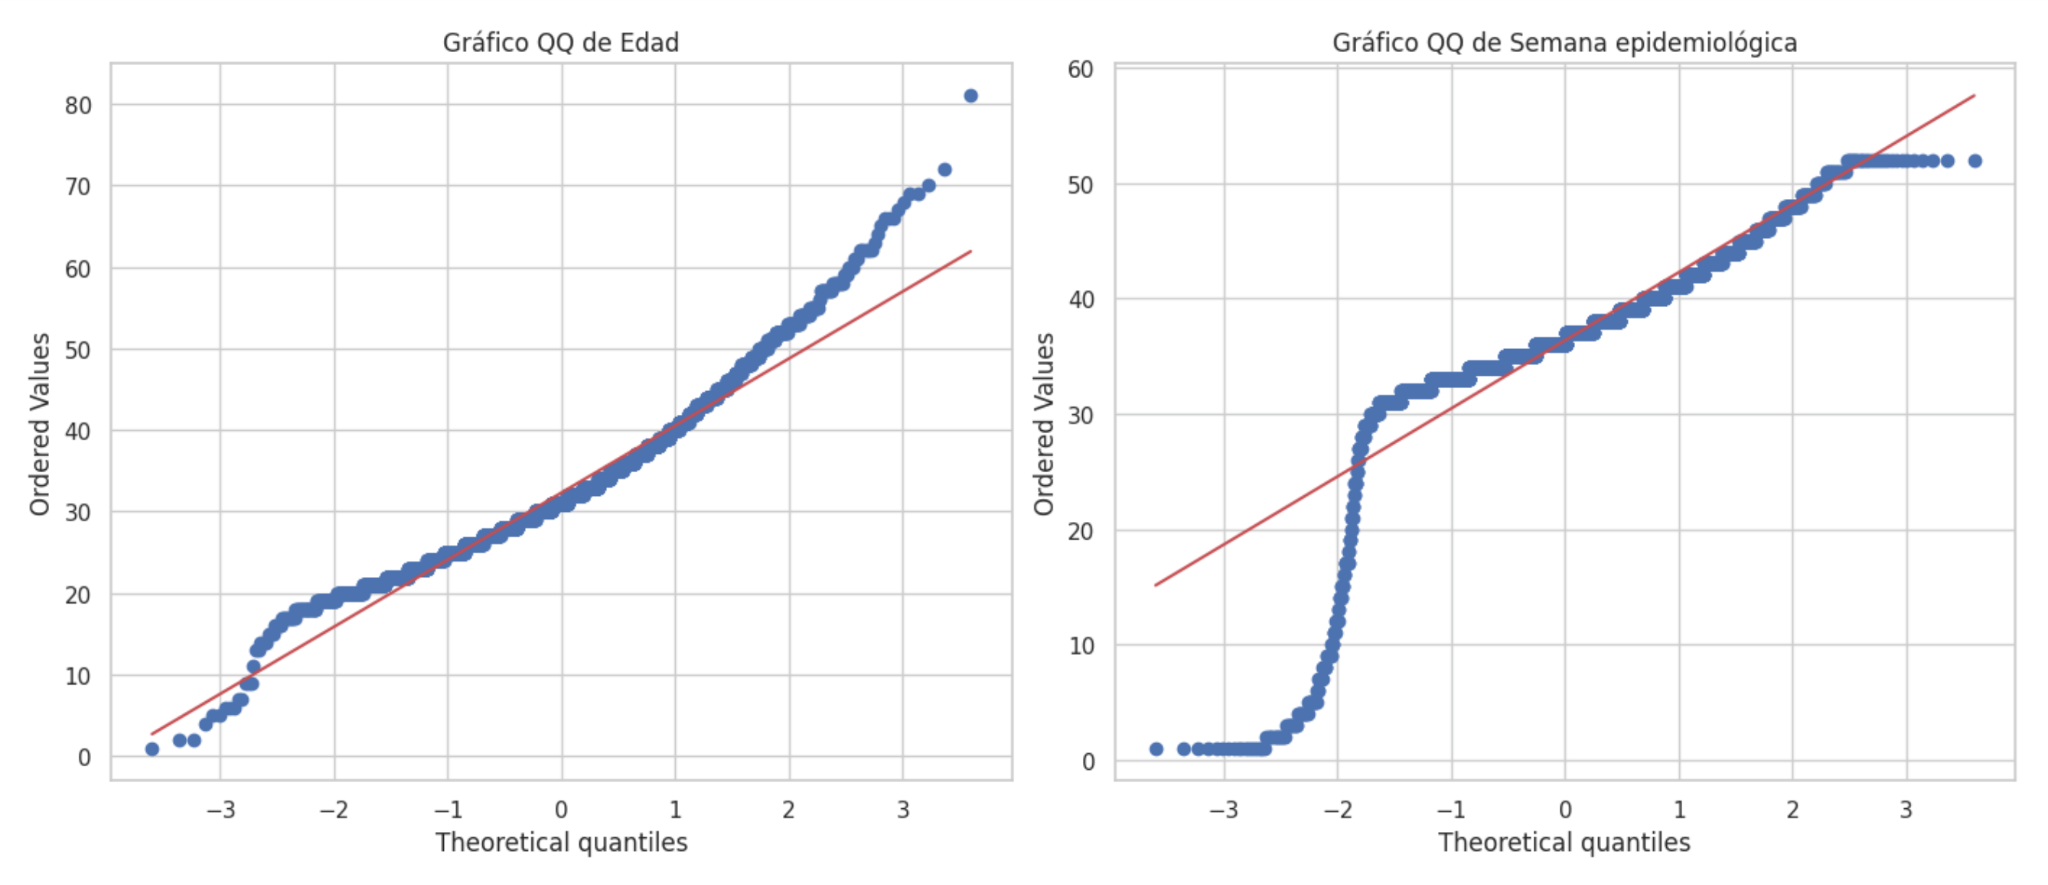 Gráfico QQ de Edad
80
70
60
50
40
30
20
10
0
Ordered Values
−3 −2 −1 0 1 2 3
Theoretical quantiles
Gráfico QQ de Semana epidemiológica
60
50
40
30
20
10
0
Ordered Values
−3 −2 −1 0 1 2 3
Theoretical quantiles